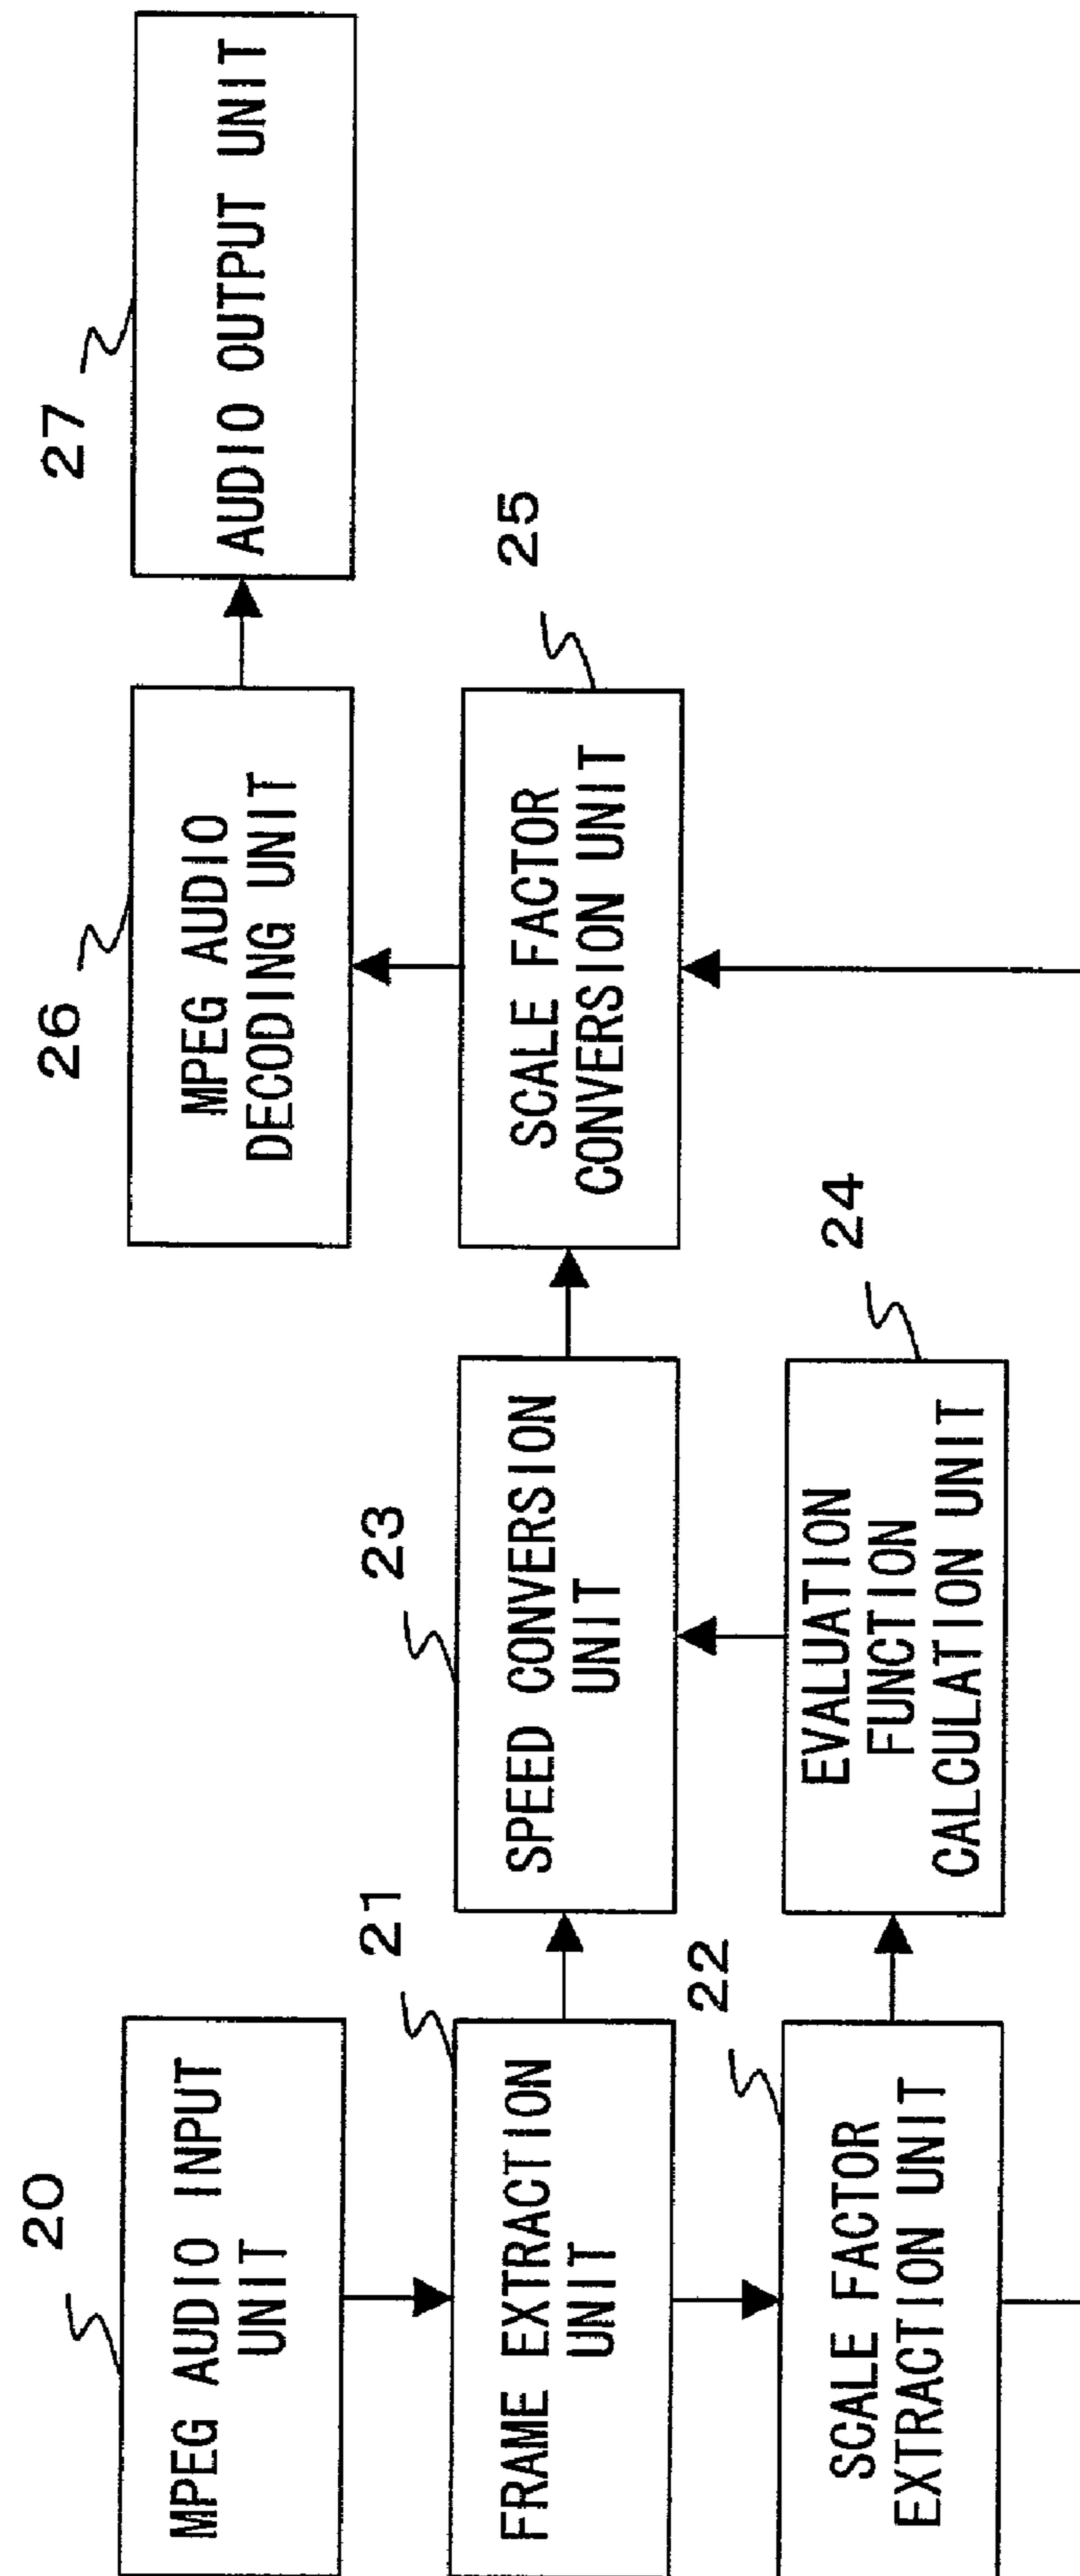 20
MPEG AUDIO INPUT
UNIT
21
FRAME EXTRACTION
UNIT
22
SCALE FACTOR
EXTRACTION UNIT
23
SPEED CONVERSION
UNIT
24
EVALUATION
FUNCTION
CALCULATION UNIT
25
SCALE FACTOR
CONVERSION UNIT
26
MPEG AUDIO
DECODING UNIT
27
AUDIO OUTPUT UNIT